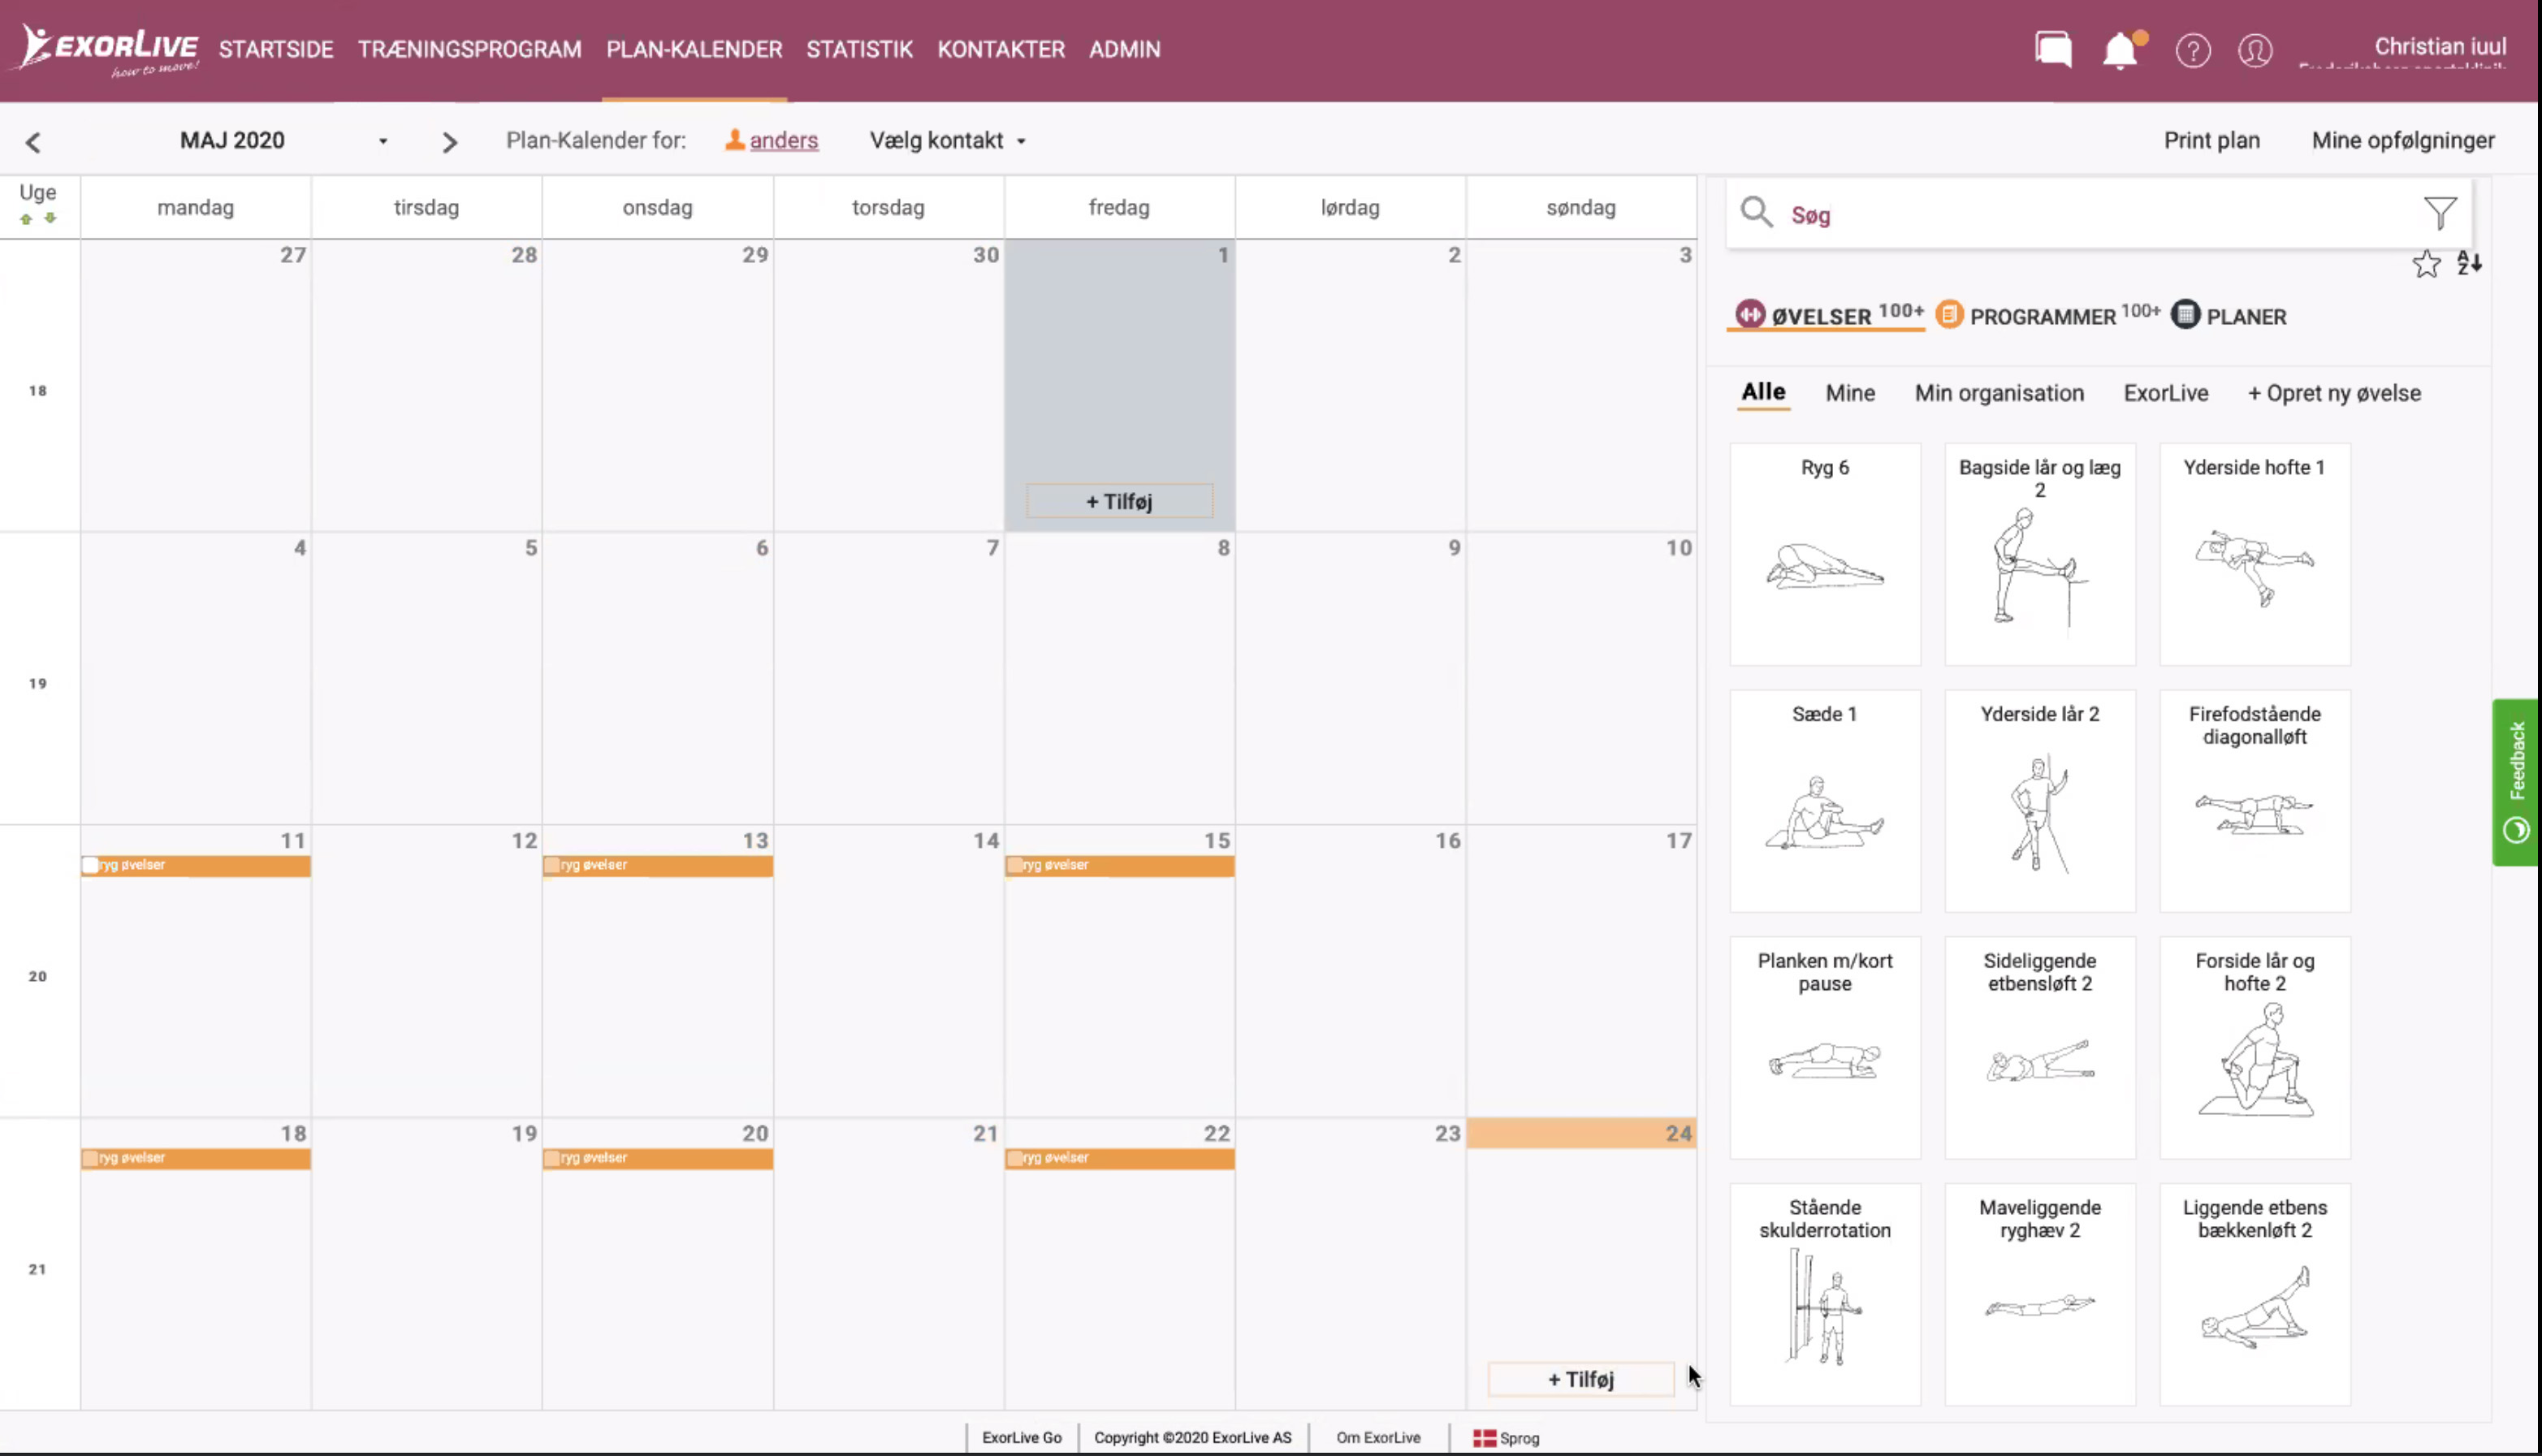 EXORLIVE
how to move!
STARTSIDE TRÆNINGSPROGRAM PLAN-KALENDER STATISTIK KONTAKTER ADMIN
Christian iuul
MAJ 2020 Plan-Kalender for: anders Vælg kontakt Print plan Mine opfølgninger
Uge mandag tirsdag onsdag torsdag fredag lørdag søndag
27 28 29 30 1 2 3
18
+ Tilføj
4 5 6 7 8 9 10
19
11 12 13 14 15 16 17
ryg øvelser ryg øvelser ryg øvelser
20
18 19 20 21 22 23 24
ryg øvelser ryg øvelser ryg øvelser
21
+ Tilføj
Søg
AZ
ØVELSER 100+ PROGRAMMER 100+ PLANER
Alle Mine Min organisation ExorLive + Opret ny øvelse
Ryg 6
Bagside lår og læg
2
Yderside hofte 1
Sæde 1
Yderside lår 2
Firefodstående
diagonalløft
Planken m/kort
pause
Sideliggende
etbensløft 2
Forside lår og
hofte 2
Stående
skulderrotation
Maveliggende
ryghæv 2
Liggende etbens
bækkenløft 2
Feedback
ExorLive Go Copyright ©2020 ExorLive AS Om ExorLive Sprog